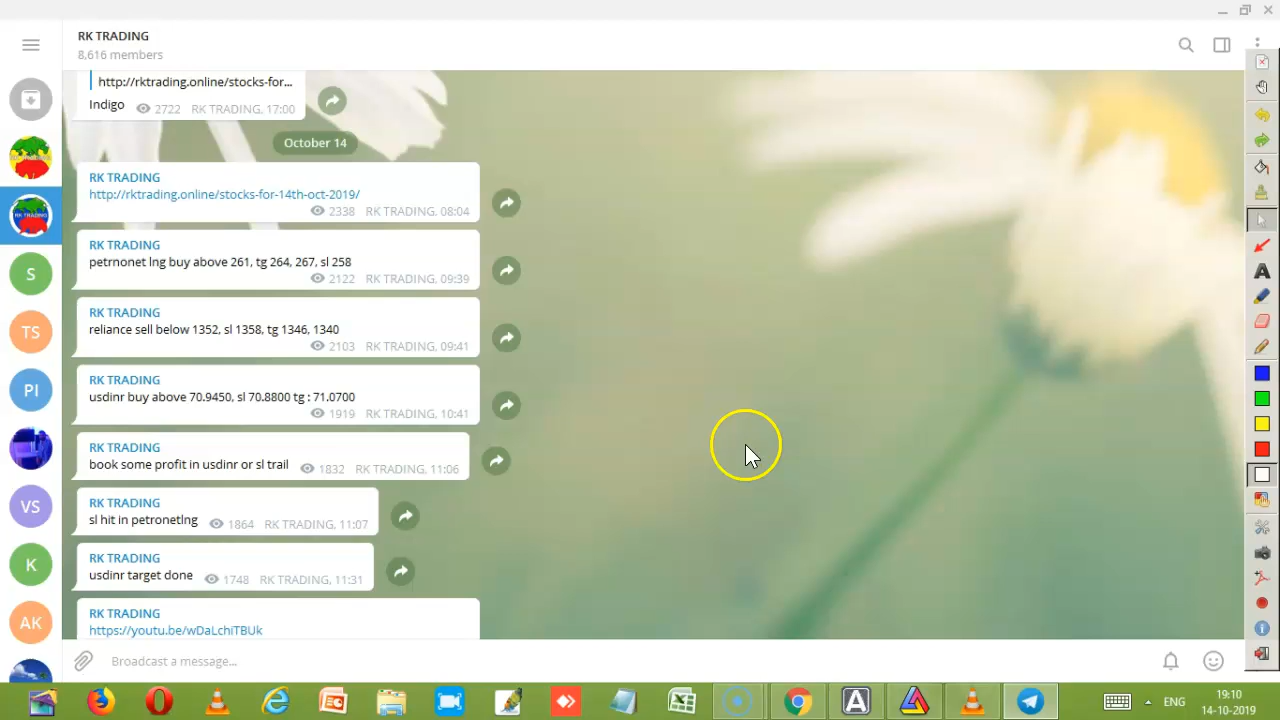 RK TRADING
8,616 members
http://rktrading.online/stocks-for...
Indigo 2722 RK TRADING, 17:00
October 14
RK TRADING
http://rktrading.online/stocks-for-14th-oct-2019/
2338 RK TRADING, 08:04
RK TRADING
petrnonet lng buy above 261, tg 264, 267, sl 258
2122 RK TRADING, 09:39
RK TRADING
reliance sell below 1352, sl 1358, tg 1346, 1340
2103 RK TRADING, 09:41
RK TRADING
usdinr buy above 70.9450, sl 70.8800 tg : 71.0700
1919 RK TRADING, 10:41
RK TRADING
book some profit in usdinr or sl trail 1832 RK TRADING, 11:06
RK TRADING
sl hit in petronetlng 1864 RK TRADING, 11:07
RK TRADING
usdinr target done 1748 RK TRADING, 11:31
RK TRADING
https://youtu.be/wDaLchiTBUk
Broadcast a message...
RK TRADING
S
TS
PI
VS
K
AK
A
ENG
19:10
14-10-2019